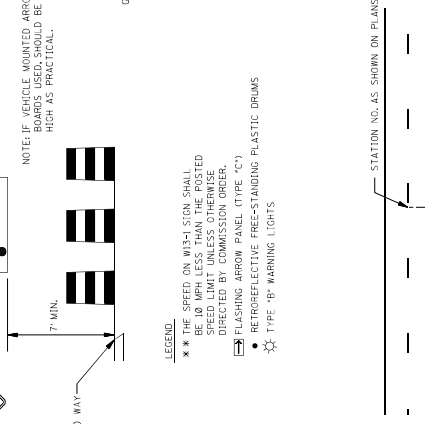 NOTE: IF VEHICLE MOUNTED ARRO
BOARDS USED, SHOULD BE
HIGH AS PRACTICAL.
7' MIN.
WAY
LEGEND
* * THE SPEED ON W13-1 SIGN SHALL
BE 10 MPH LESS THAN THE POSTED
SPEED LIMIT UNLESS OTHERWISE
DIRECTED BY COMMISSION ORDER.
FLASHING ARROW PANEL (TYPE "C")
RETROREFLECTIVE FREE-STANDING PLASTIC DRUMS
TYPE "B" WARNING LIGHTS
STATION NO. AS SHOWN ON PLANS